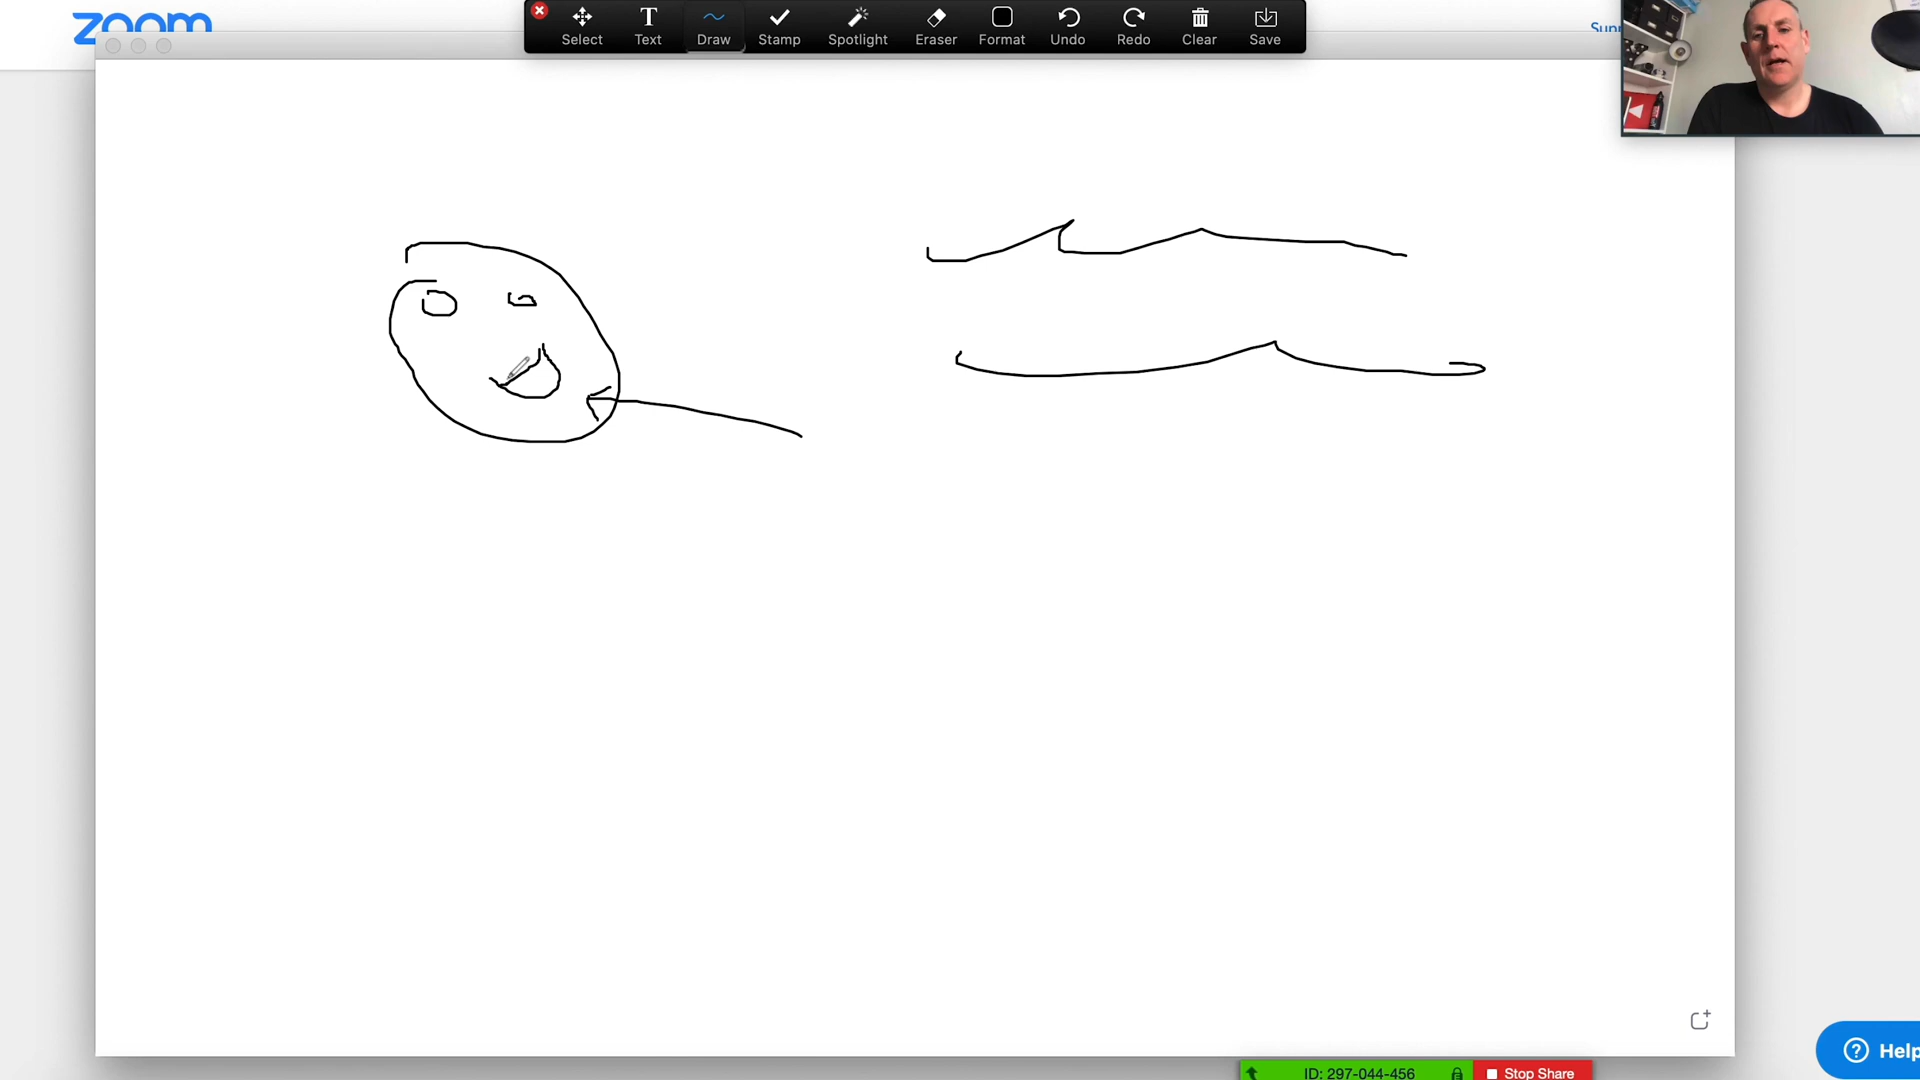 zoom
Supp
Select
Text
Draw
Stamp
Spotlight
Eraser
Format
Undo
Redo
Clear
Save
Help
ID: 297-044-456
Stop Share